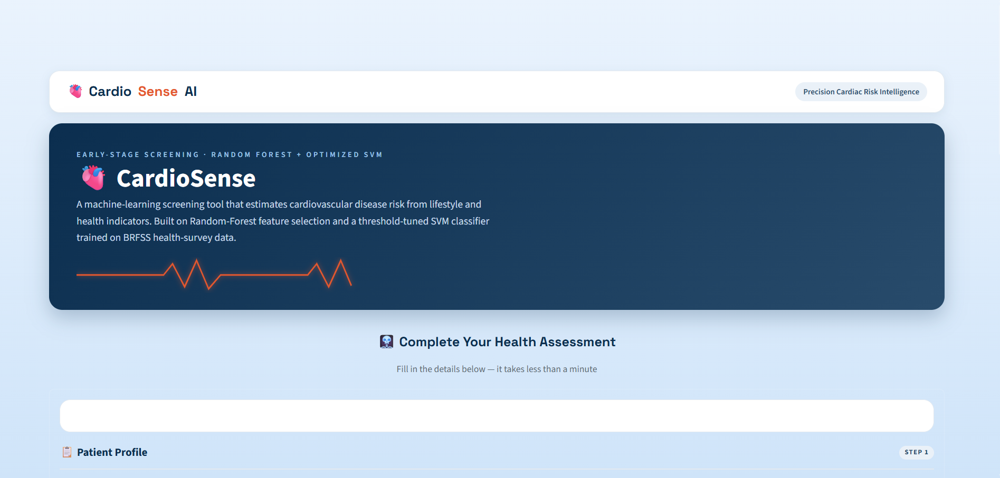 Cardio Sense AI
Precision Cardiac Risk Intelligence
EARLY-STAGE SCREENING · RANDOM FOREST + OPTIMIZED SVM
CardioSense
A machine-learning screening tool that estimates cardiovascular disease risk from lifestyle and
health indicators. Built on Random-Forest feature selection and a threshold-tuned SVM classifier
trained on BRFSS health-survey data.
Complete Your Health Assessment
Fill in the details below — it takes less than a minute
Patient Profile
STEP 1